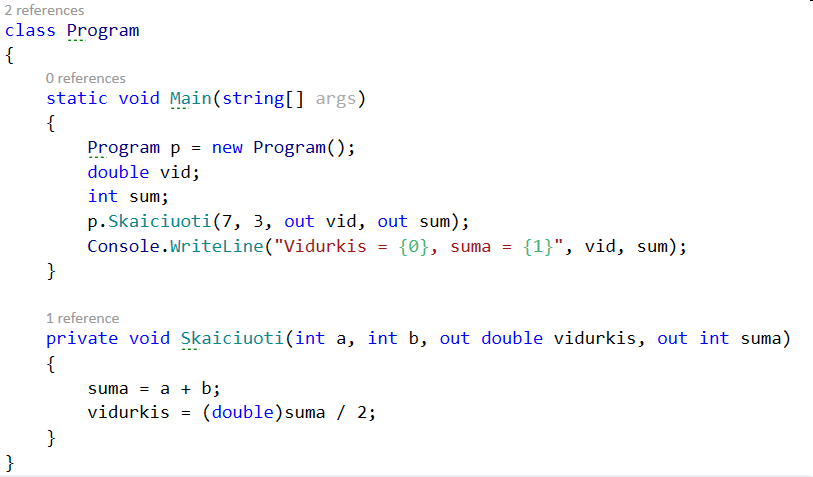 2 references
class Program
{
0 references
static void Main(string[] args)
{
Program p = new Program();
double vid;
int sum;
p.Skaiciuoti(7, 3, out vid, out sum);
Console.WriteLine("Vidurkis = {0}, suma = {1}", vid, sum);
}
1 reference
private void Skaiciuoti(int a, int b, out double vidurkis, out int suma)
{
suma = a + b;
vidurkis = (double)suma / 2;
}
}